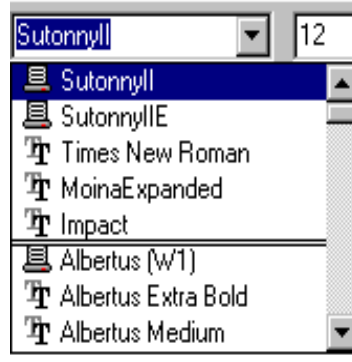 SutonnyII 12
SutonnyII
SutonnyIIE
Times New Roman
MoinaExpanded
Impact
Albertus (W1)
Albertus Extra Bold
Albertus Medium